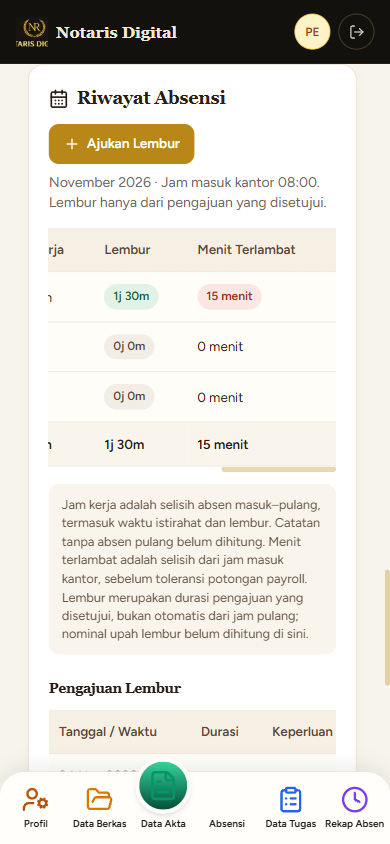 NR
TARIS DIG
Notaris Digital
PE
Riwayat Absensi
Ajukan Lembur
November 2026 · Jam masuk kantor 08:00.
Lembur hanya dari pengajuan yang disetujui.
rja Lembur Menit Terlambat
1j 30m 15 menit
0j 0m 0 menit
0j 0m 0 menit
1j 30m 15 menit
Jam kerja adalah selisih absen masuk–pulang,
termasuk waktu istirahat dan lembur. Catatan
tanpa absen pulang belum dihitung. Menit
terlambat adalah selisih dari jam masuk
kantor, sebelum toleransi potongan payroll.
Lembur merupakan durasi pengajuan yang
disetujui, bukan otomatis dari jam pulang;
nominal upah lembur belum dihitung di sini.
Pengajuan Lembur
Tanggal / Waktu Durasi Keperluan
Profil Data Berkas Data Akta Absensi Data Tugas Rekap Absen